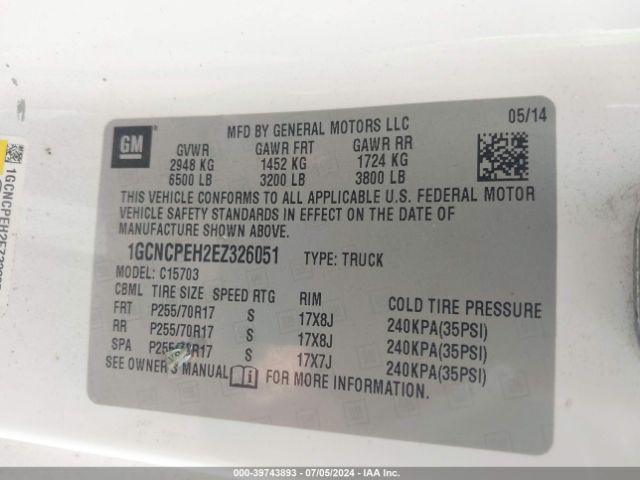 05/14
GM
MFD BY GENERAL MOTORS LLC
GVWR GAWR FRT GAWR RR
2948 KG 1452 KG 1724 KG
6500 LB 3200 LB 3800 LB
THIS VEHICLE CONFORMS TO ALL APPLICABLE U.S. FEDERAL MOTOR
VEHICLE SAFETY STANDARDS IN EFFECT ON THE DATE OF
MANUFACTURE SHOWN ABOVE.
1GCNCPEH2EZ326051 TYPE: TRUCK
MODEL: C15703
CBML TIRE SIZE SPEED RTG RIM COLD TIRE PRESSURE
FRT P255/70R17 S 17X8J 240KPA(35PSI)
RR P255/70R17 S 17X8J 240KPA(35PSI)
SPA P255/70R17 S 17X7J 240KPA(35PSI)
SEE OWNER'S MANUAL FOR MORE INFORMATION.
000-39743893 - 07/05/2024 - IAA Inc.